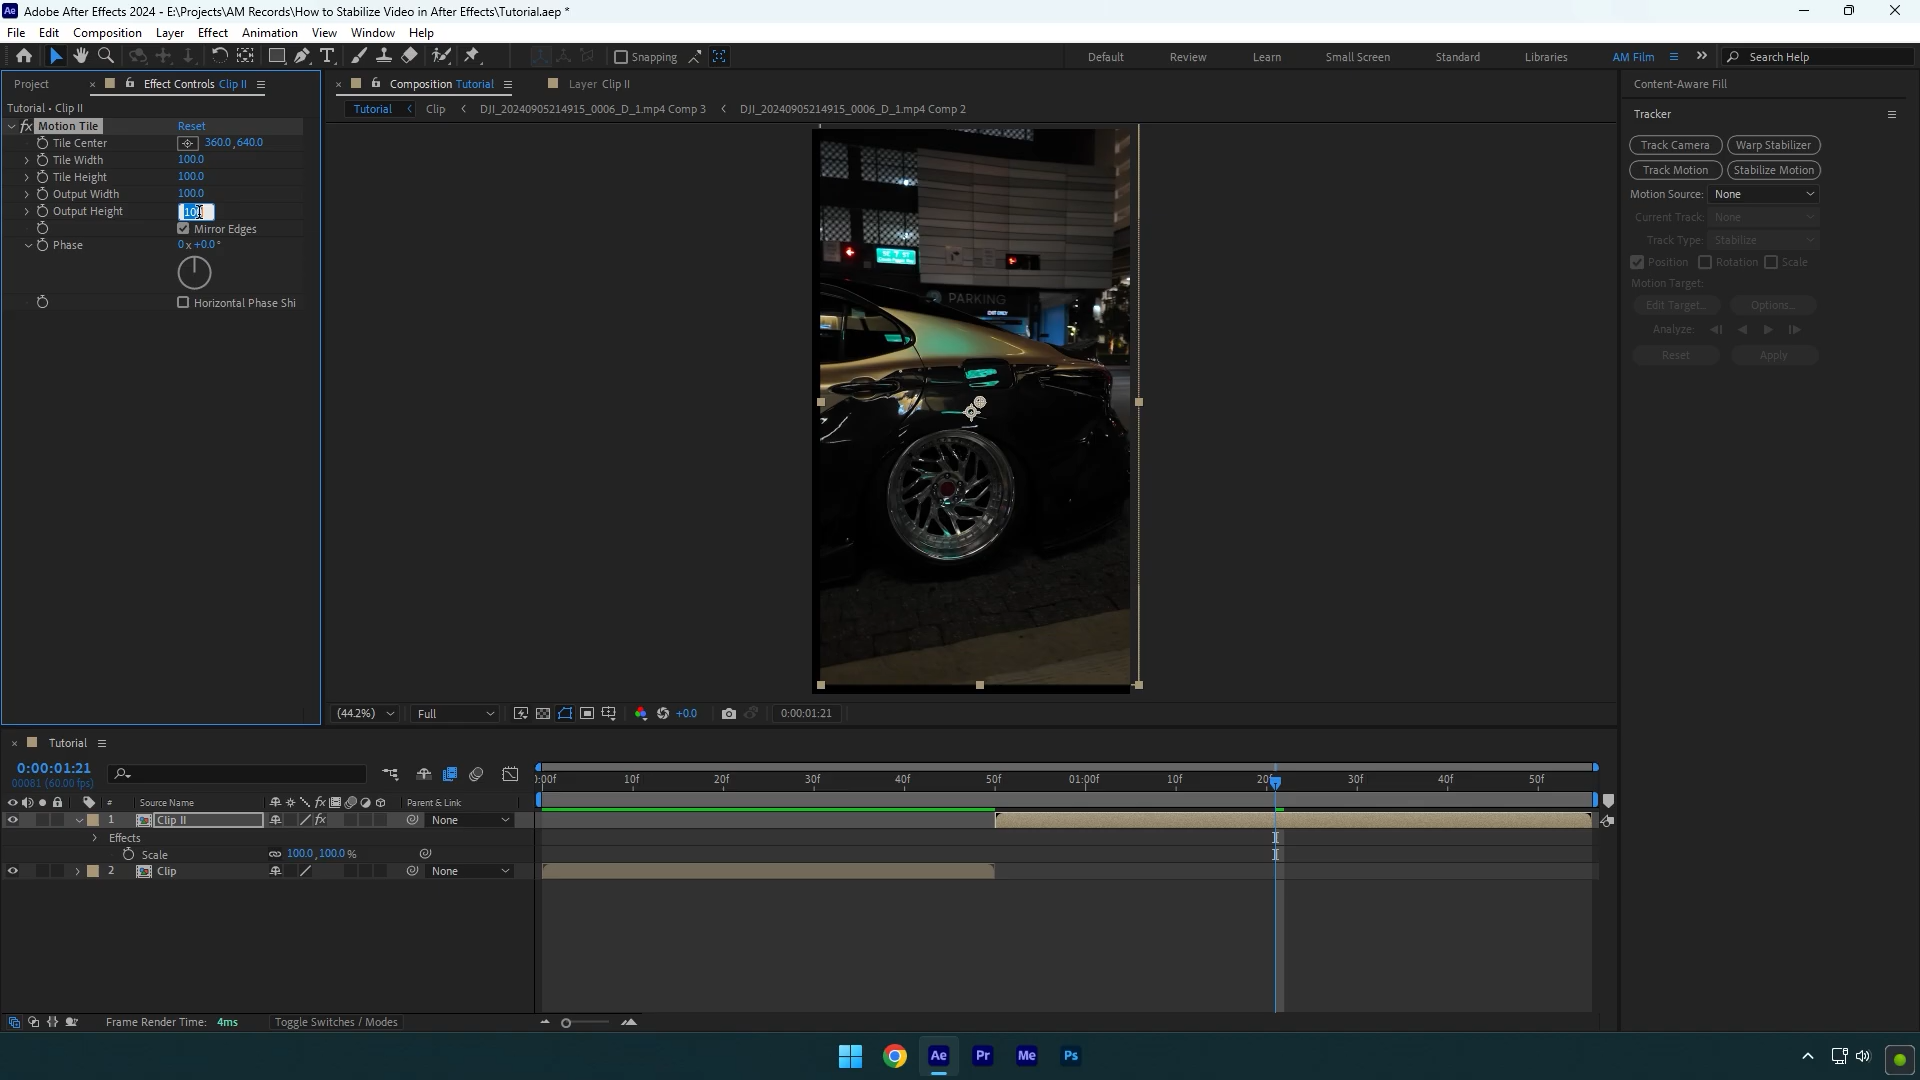 Adobe After Effects 2024 - E:\Projects\AM Records\How to Stabilize Video in After Effects\Tutorial.aep *
File Edit Composition Layer Effect Animation View Window Help
Snapping
Default Review Learn Small Screen Standard Libraries AM Film Search Help
Project Effect Controls Clip II
Composition Tutorial Layer Clip II
Content-Aware Fill
Tutorial • Clip II
Tutorial Clip DJI_20240905214915_0006_D_1.mp4 Comp 3 DJI_20240905214915_0006_D_1.mp4 Comp 2
Tracker
fx Motion Tile Reset
Tile Center 360.0,640.0
Tile Width 100.0
Tile Height 100.0
Output Width 100.0
Output Height
Mirror Edges
Phase 0x+0.0°
Horizontal Phase Shi
Track Camera Warp Stabilizer
Track Motion Stabilize Motion
Motion Source: None
Current Track: None
Track Type: Stabilize
Position Rotation Scale
Motion Target:
Edit Target... Options...
Analyze:
Reset Apply
PARKING
(44.2%) Full +0.0 0:00:01:21
Tutorial
0:00:01:21
00081 (60.00 fps)
:00f 10f 20f 30f 40f 50f 01:00f 10f 20f 30f 40f 50f
# Source Name fx Parent & Link
1 Clip II fx None
Effects
Scale 100.0,100.0%
2 Clip None
Frame Render Time: 4ms Toggle Switches / Modes
Ae Pr Me Ps